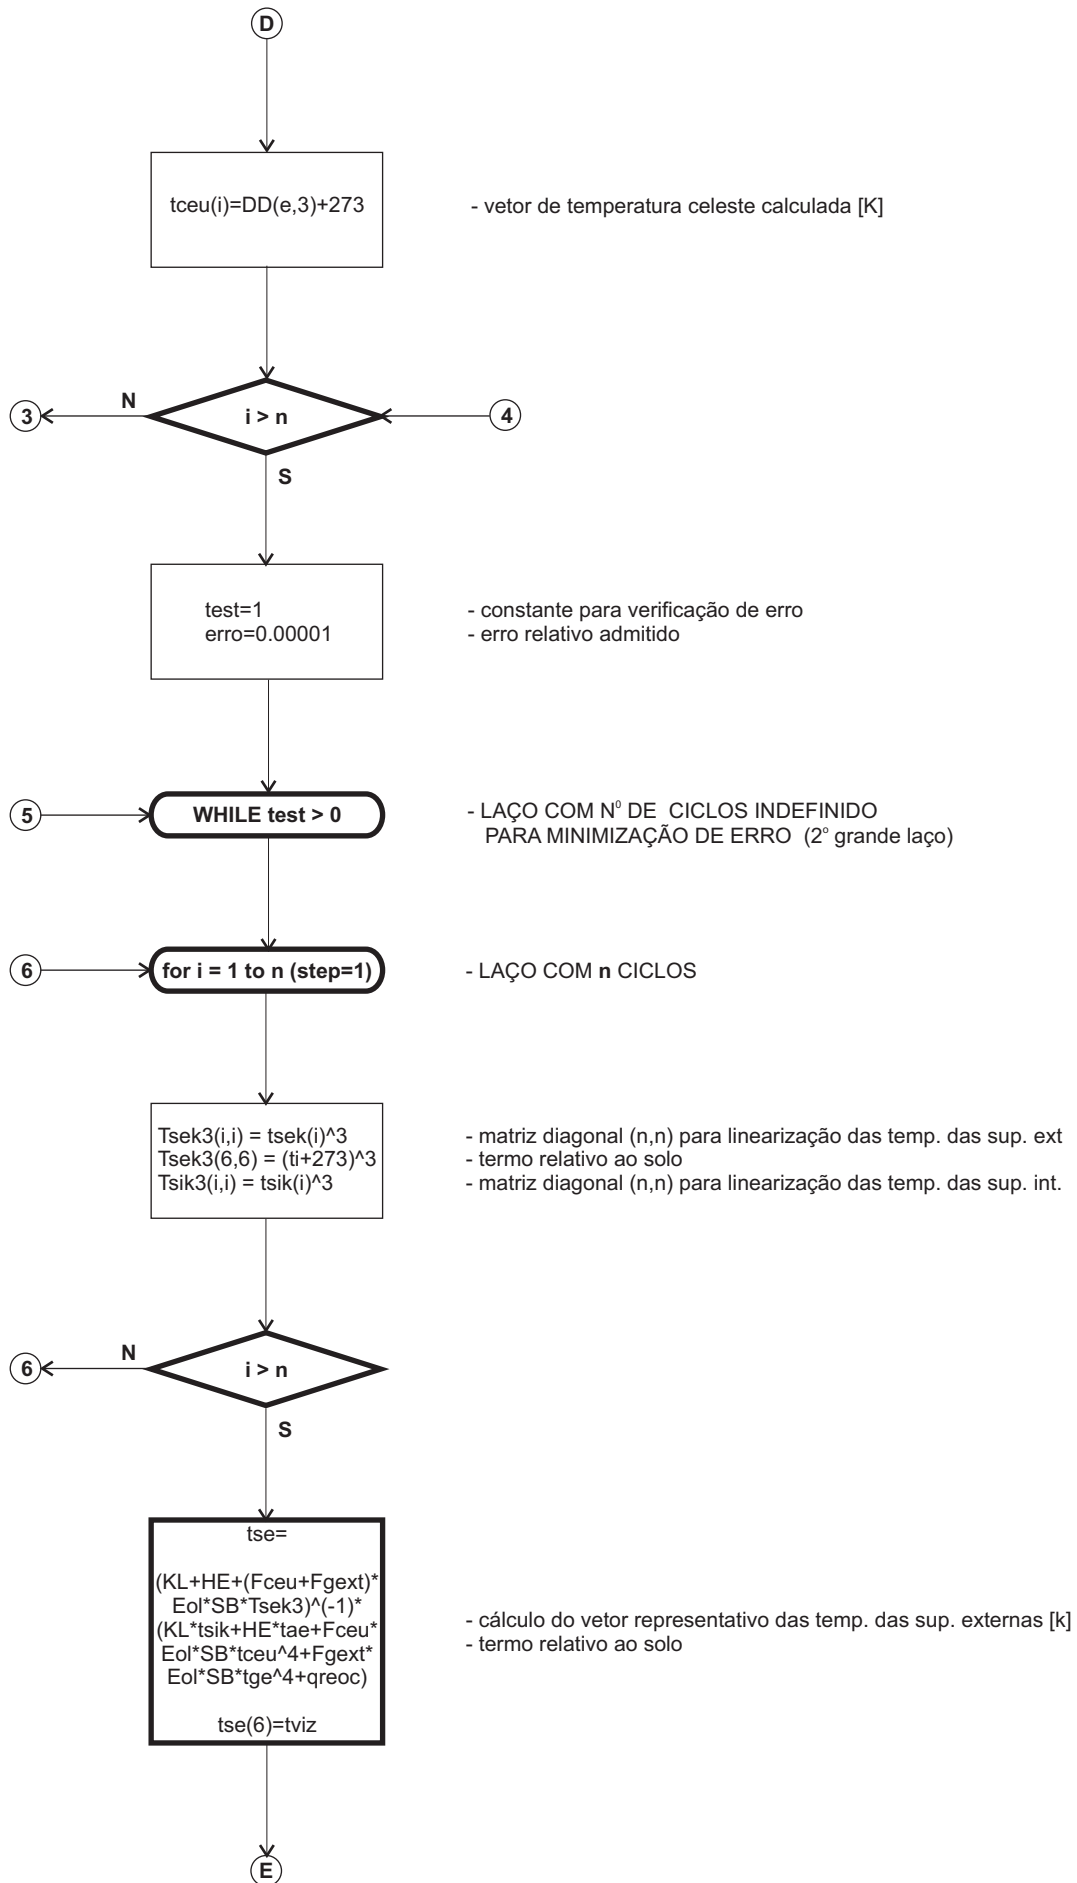 D
tceu(i)=DD(e,3)+273
- vetor de temperatura celeste calculada [K]
3
N
i > n
4
S
test=1
erro=0.00001
- constante para verificação de erro
- erro relativo admitido
5
WHILE test > 0
- LAÇO COM Nº DE CICLOS INDEFINIDO
PARA MINIMIZAÇÃO DE ERRO (2º grande laço)
6
for i = 1 to n (step=1)
- LAÇO COM n CICLOS
Tsek3(i,i) = tsek(i)^3
Tsek3(6,6) = (ti+273)^3
Tsik3(i,i) = tsik(i)^3
- matriz diagonal (n,n) para linearização das temp. das sup. ext
- termo relativo ao solo
- matriz diagonal (n,n) para linearização das temp. das sup. int.
6
N
i > n
S
tse=
(KL+HE+(Fceu+Fgext)*
Eol*SB*Tsek3)^(-1)*
(KL*tsik+HE*tae+Fceu*
Eol*SB*tceu^4+Fgext*
Eol*SB*tge^4+qreoc)
tse(6)=tviz
- cálculo do vetor representativo das temp. das sup. externas [k]
- termo relativo ao solo
E